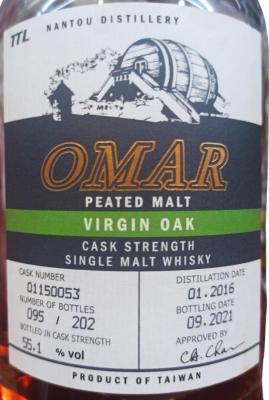 TTL
NANTOU DISTILLERY
OMAR
PEATED MALT
VIRGIN OAK
CASK STRENGTH
SINGLE MALT WHISKY
CASK NUMBER
01150053
NUMBER OF BOTTLES
095 / 202
BOTTLED IN CASK STRENGTH
55.1 % vol
DISTILLATION DATE
01.2016
BOTTLING DATE
09.2021
APPROVED BY
PRODUCT OF TAIWAN